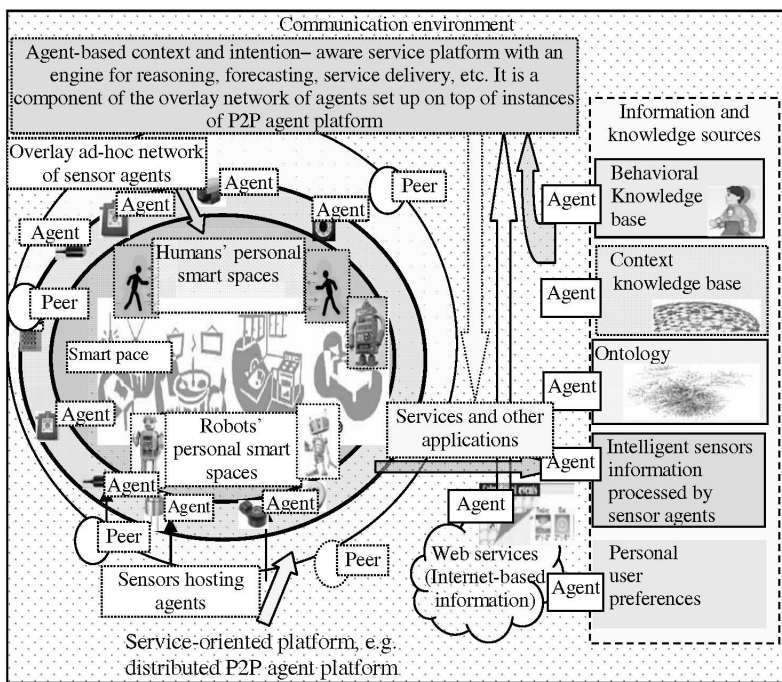 Communication environment
Agent-based context and intention– aware service platform with an
engine for reasoning, forecasting, service delivery, etc. It is a
component of the overlay network of agents set up on top of instances
of P2P agent platform
Overlay ad-hoc network
of sensor agents
Agent
Agent
Agent
Agent
Peer
Humans' personal
smart spaces
Peer
Smart pace
Agent
Robots'
personal smart
spaces
Agent
Agent
Agent
Peer
Peer
Sensors hosting
agents
Service-oriented platform, e.g.
distributed P2P agent platform
Services and other
applications
Agent
Web services
(Internet-based
information)
Information and
knowledge sources
Agent
Behavioral
Knowledge
base
Agent
Context
knowledge base
Agent
Ontology
Agent
Intelligent sensors
information
processed by
sensor agents
Agent
Personal
user
preferences